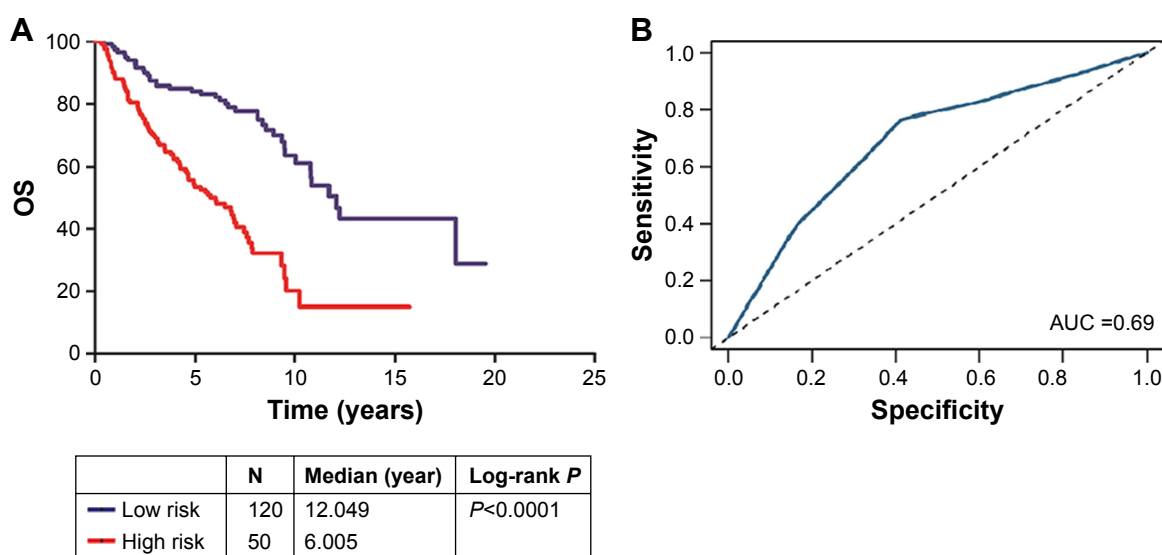 A
OS
100
80
60
40
20
0
0 5 10 15 20 25
Time (years)
B
Sensitivity
1.0
0.8
0.6
0.4
0.2
0.0
AUC =0.69
0.0 0.2 0.4 0.6 0.8 1.0
Specificity
N Median (year) Log-rank P
Low risk 120 12.049 P<0.0001
High risk 50 6.005